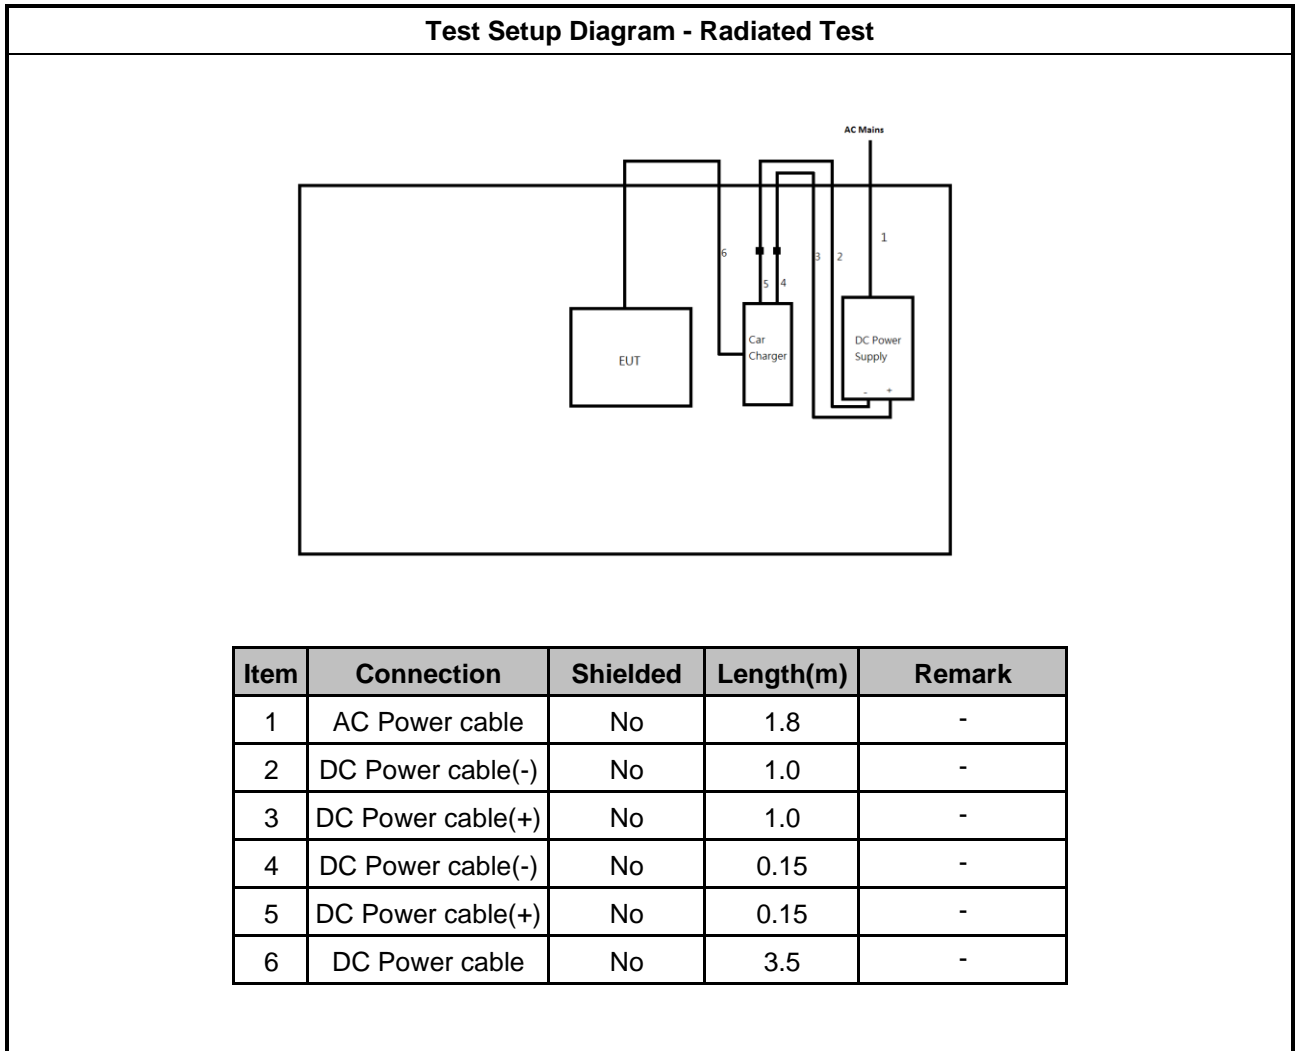 Test Setup Diagram - Radiated Test
AC Mains
1
6
3 2
5 4
Car
Charger
DC Power
Supply
EUT
- +
Item Connection Shielded Length(m) Remark
1 AC Power cable No 1.8 -
2 DC Power cable(-) No 1.0 -
3 DC Power cable(+) No 1.0 -
4 DC Power cable(-) No 0.15 -
5 DC Power cable(+) No 0.15 -
6 DC Power cable No 3.5 -